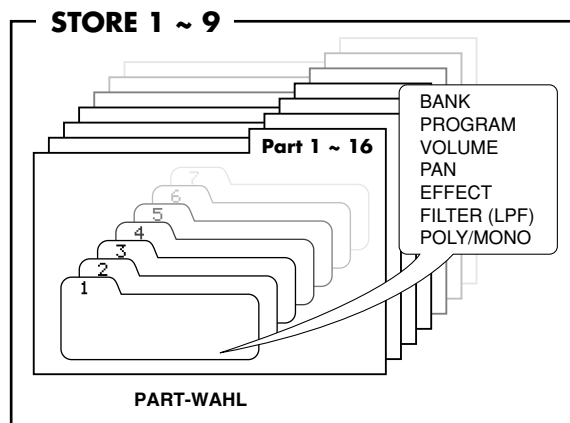 STORE 1 ~ 9
Part 1 ~ 16
BANK
PROGRAM
VOLUME
PAN
EFFECT
FILTER (LPF)
POLY/MONO
7
6
5
4
3
2
1
PART-WAHL